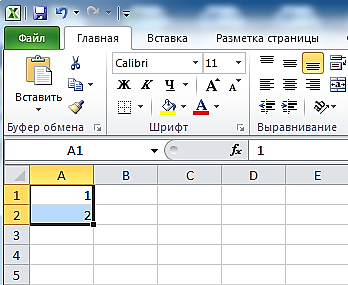 Файл Главная Вставка Разметка страницы
Вставить
Calibri 11
Ж К Ч A A
A A
Буфер обмена Шрифт Выравнивание
A1 fx 1
A B C D E
1 1
2 2
3
4
5